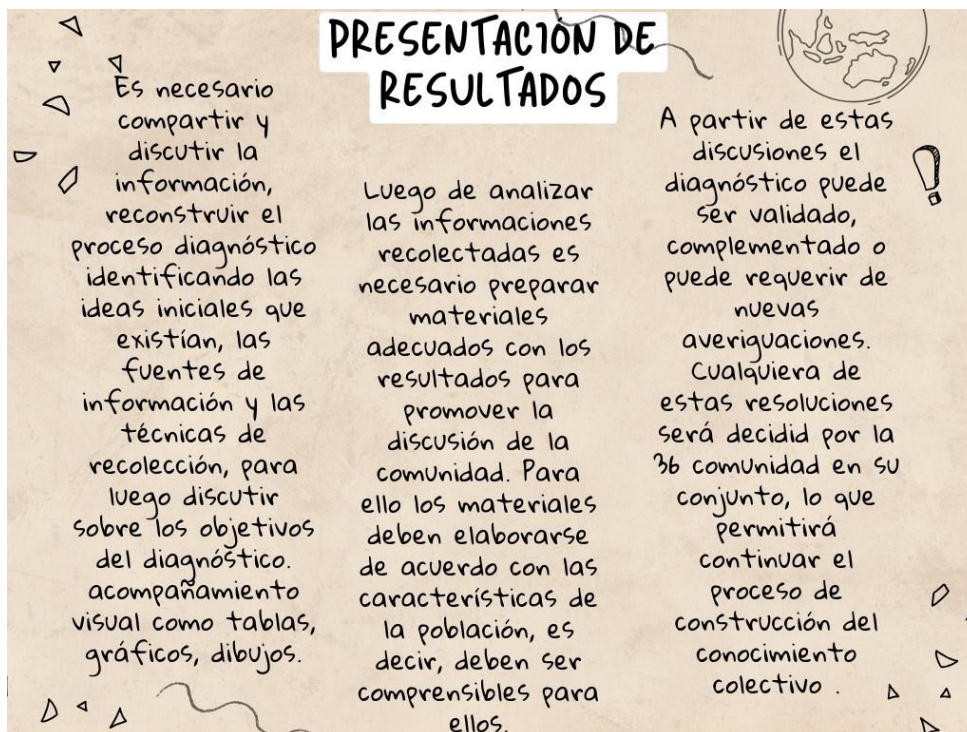 PRESENTACIÓN DE
RESULTADOS
Es necesario
compartir y
discutir la
información,
reconstruir el
proceso diagnóstico
identificando las
ideas iniciales que
existían, las
fuentes de
información y las
técnicas de
recolección, para
luego discutir
sobre los objetivos
del diagnóstico.
acompañamiento
visual como tablas,
gráficos, dibujos.
Luego de analizar
las informaciones
recolectadas es
necesario preparar
materiales
adecuados con los
resultados para
promover la
discusión de la
comunidad. Para
ello los materiales
deben elaborarse
de acuerdo con las
características de
la población, es
decir, deben ser
comprensibles para
ellos.
A partir de estas
discusiones el
diagnóstico puede
ser validado,
complementado o
puede requerir de
nuevas
averiguaciones.
Cualquiera de
estas resoluciones
será decidid por la
36 comunidad en su
conjunto, lo que
permitirá
continuar el
proceso de
construcción del
conocimiento
colectivo .